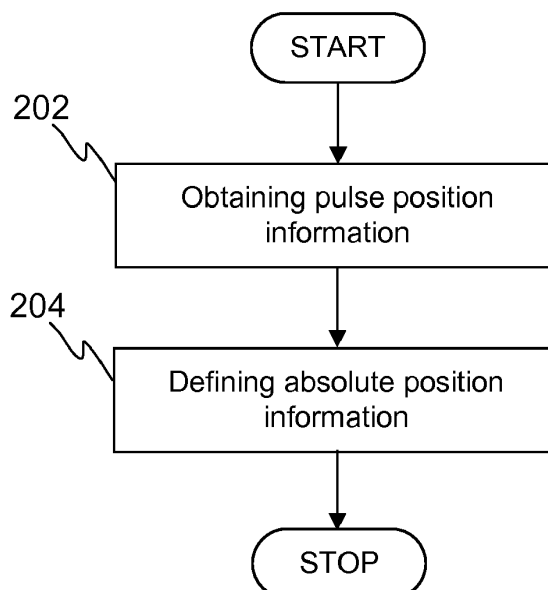 START
202
Obtaining pulse position
information
204
Defining absolute position
information
STOP